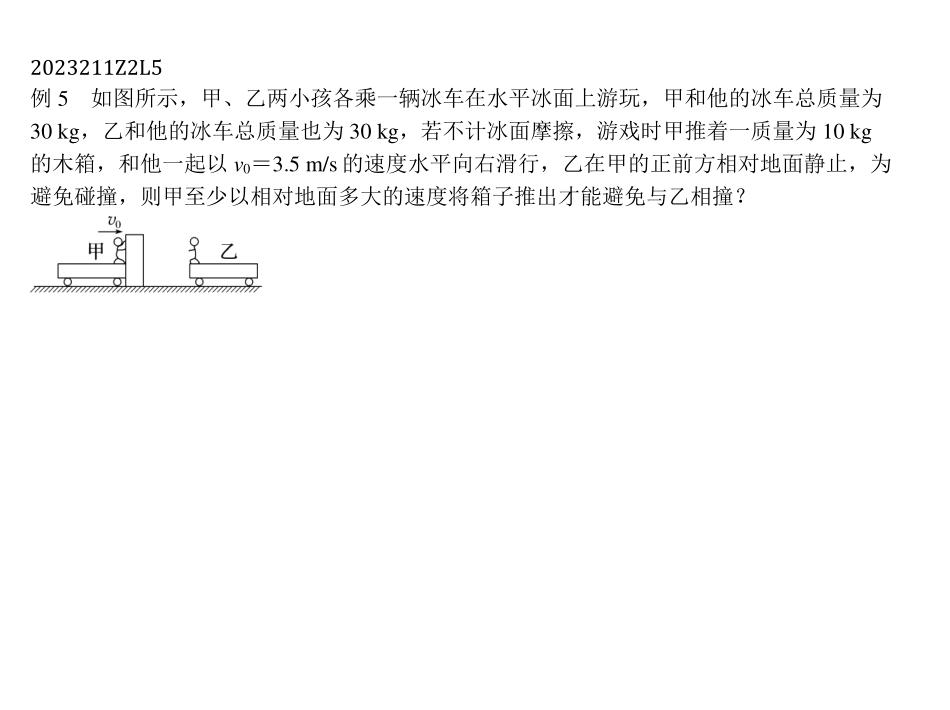 2023211Z2L5
例 5　如图所示，甲、乙两小孩各乘一辆冰车在水平冰面上游玩，甲和他的冰车总质量为
30 kg，乙和他的冰车总质量也为 30 kg，若不计冰面摩擦，游戏时甲推着一质量为 10 kg
的木箱，和他一起以 v₀＝3.5 m/s 的速度水平向右滑行，乙在甲的正前方相对地面静止，为
避免碰撞，则甲至少以相对地面多大的速度将箱子推出才能避免与乙相撞？
v₀
甲 乙